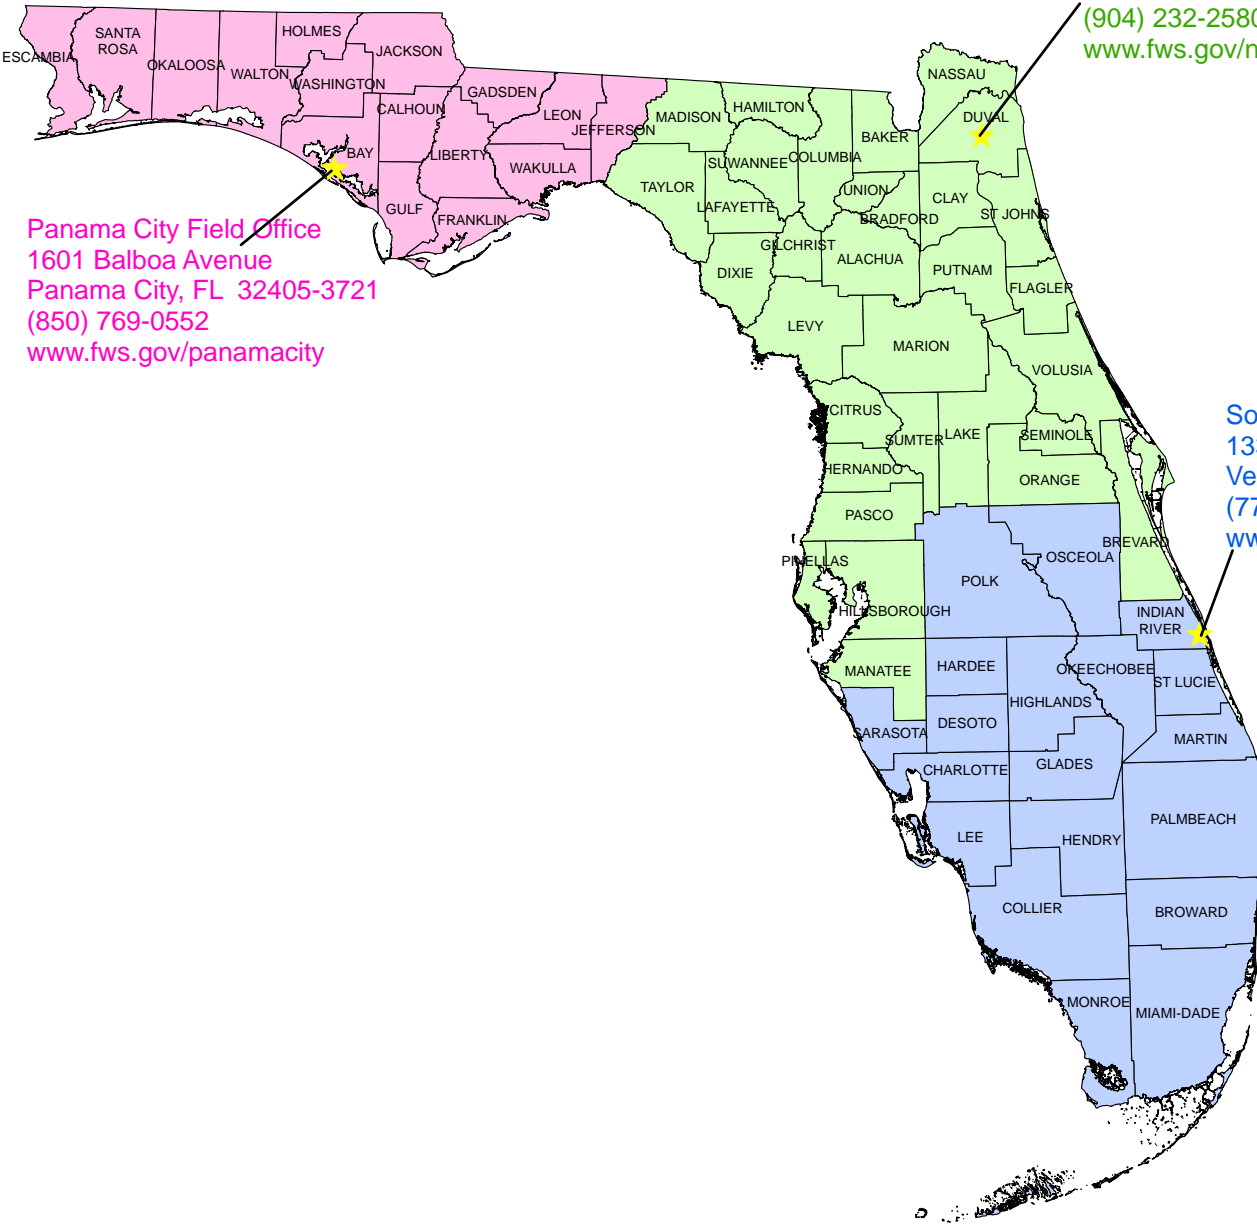 (904) 232-2580
www.fws.gov/n
NASSAU
DUVAL
HOLMES
SANTA
ROSA
JACKSON
ESCAMBIA
OKALOOSA
WALTON
WASHINGTON
GADSDEN
CALHOUN
LEON
JEFFERSON
MADISON
HAMILTON
BAKER
BAY
LIBERTY
WAKULLA
SUWANNEE
COLUMBIA
TAYLOR
UNION
CLAY
LAFAYETTE
BRADFORD
ST JOHNS
GULF
FRANKLIN
GILCHRIST
ALACHUA
DIXIE
PUTNAM
FLAGLER
Panama City Field Office
1601 Balboa Avenue
Panama City, FL 32405-3721
(850) 769-0552
www.fws.gov/panamacity
LEVY
MARION
VOLUSIA
CITRUS
SUMTER
LAKE
SEMINOLE
HERNANDO
ORANGE
PASCO
So
133
Ve
(77
ww
BREVARD
PINELLAS
OSCEOLA
POLK
HILLSBOROUGH
INDIAN
RIVER
MANATEE
HARDEE
OKEECHOBEE
ST LUCIE
HIGHLANDS
DESOTO
SARASOTA
MARTIN
CHARLOTTE
GLADES
PALMBEACH
LEE
HENDRY
COLLIER
BROWARD
MONROE
MIAMI-DADE